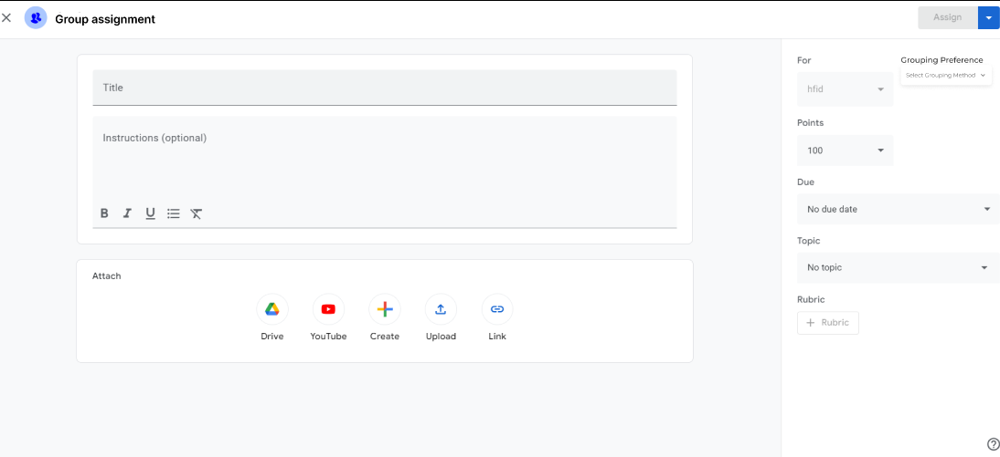 Group assignment
Assign
Title
Instructions (optional)
B I U
Attach
Drive YouTube Create Upload Link
For
hfid
Grouping Preference
Select Grouping Method
Points
100
Due
No due date
Topic
No topic
Rubric
+ Rubric